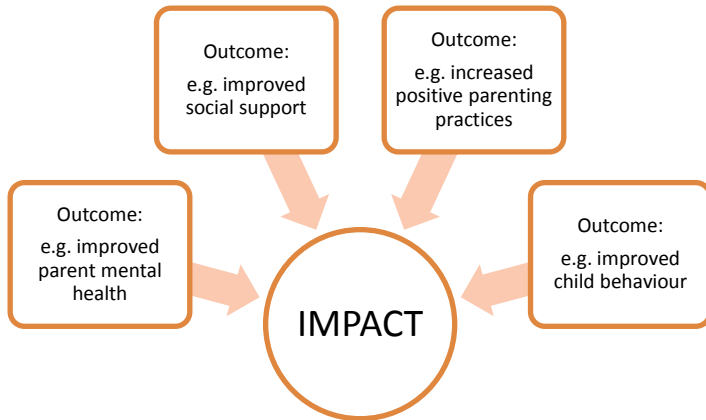 Outcome:
e.g. improved
parent mental
health
Outcome:
e.g. improved
social support
Outcome:
e.g. increased
positive parenting
practices
Outcome:
e.g. improved
child behaviour
IMPACT